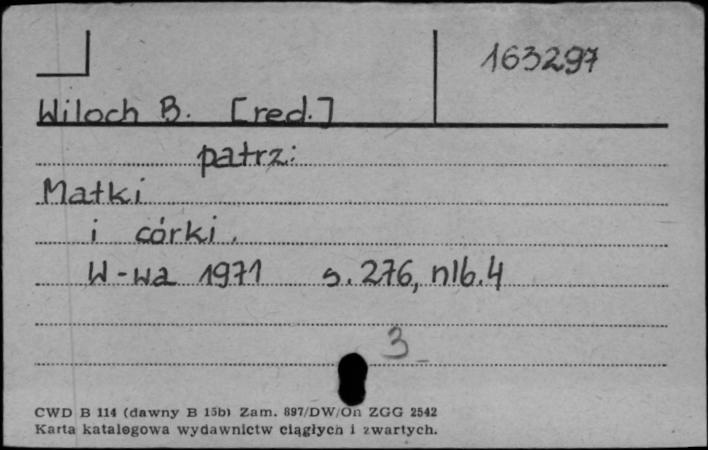 163297
Wiloch B. [red.]
patrz:
Matki
i córki.
W-wa 1971 s. 276, nlb. 4
3
CWD B 114 (dawny B 15b) Zam. 897/DW/On ZGG 2542
Karta katalogowa wydawnictw ciągłych i zwartych.